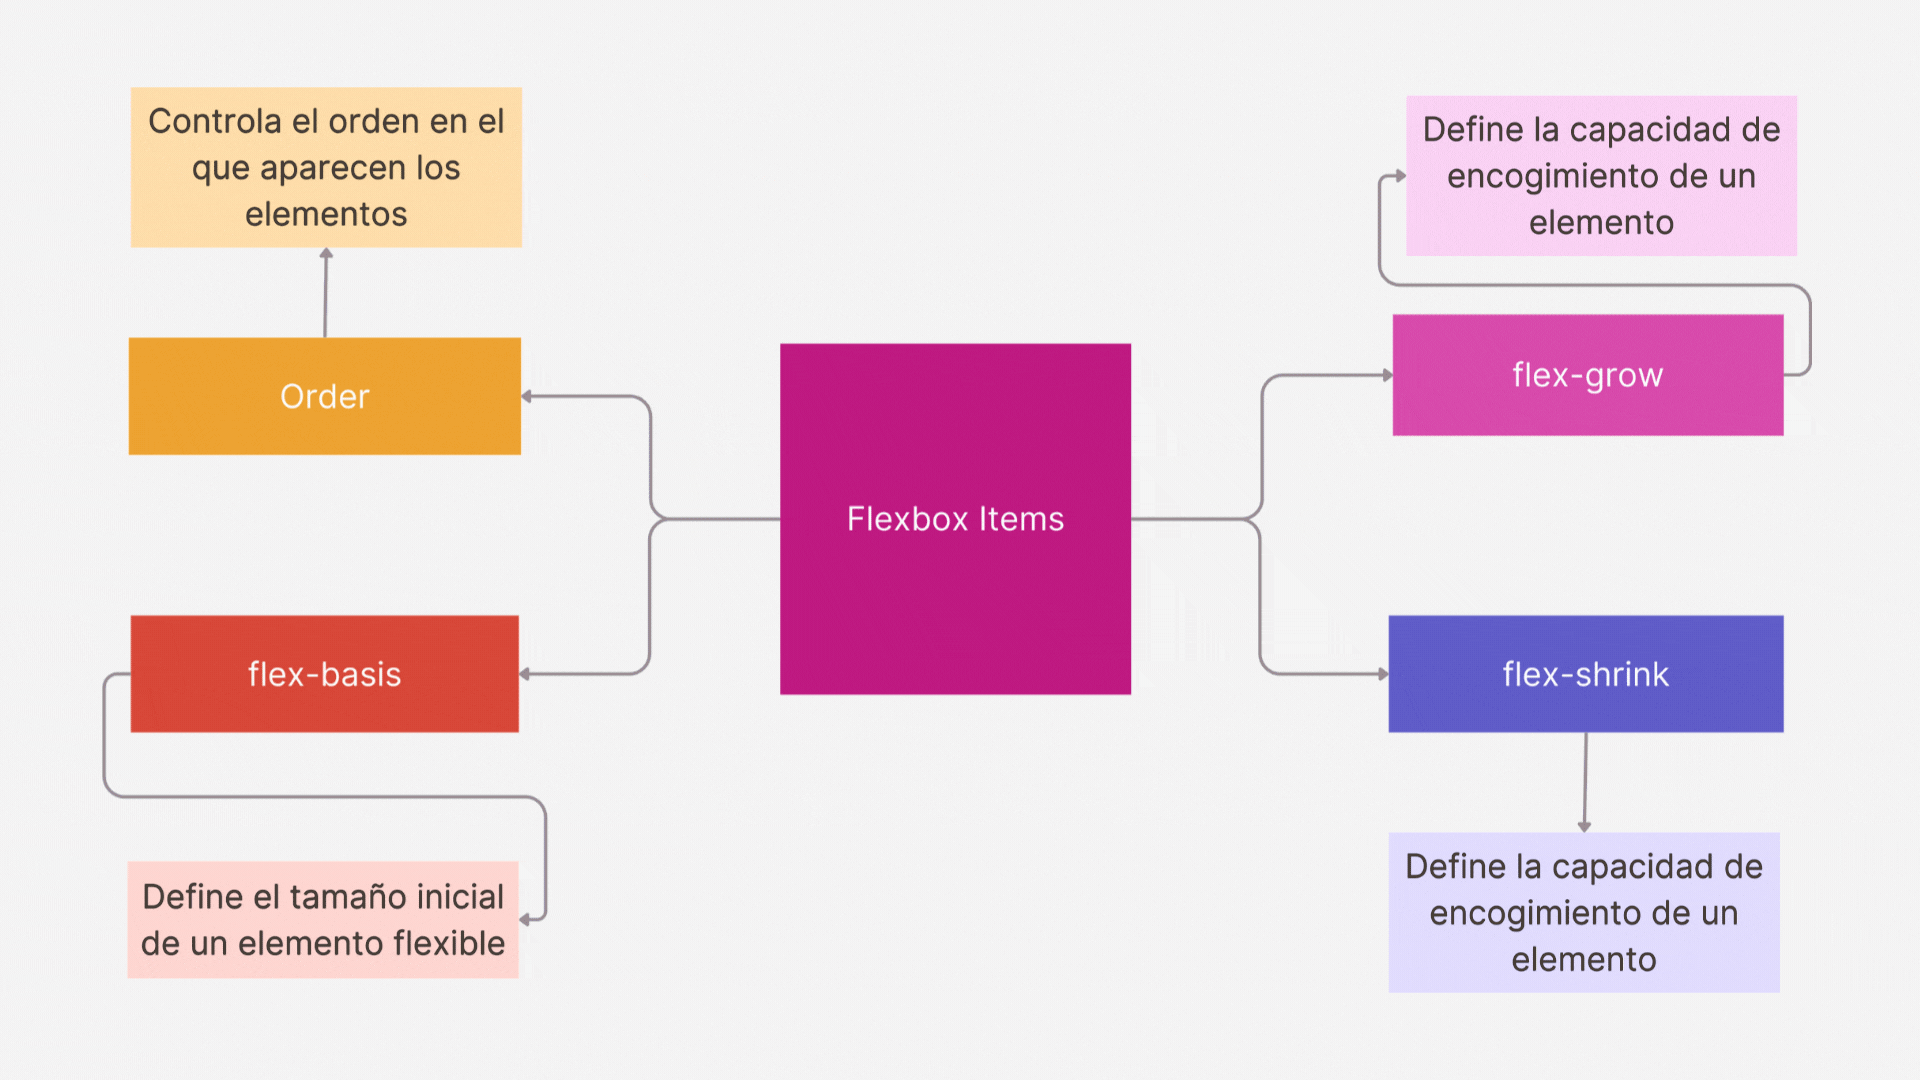 Controla el orden en el
que aparecen los
elementos
Order
flex-basis
Define el tamaño inicial
de un elemento flexible
Flexbox Items
Define la capacidad de
encogimiento de un
elemento
flex-grow
flex-shrink
Define la capacidad de
encogimiento de un
elemento